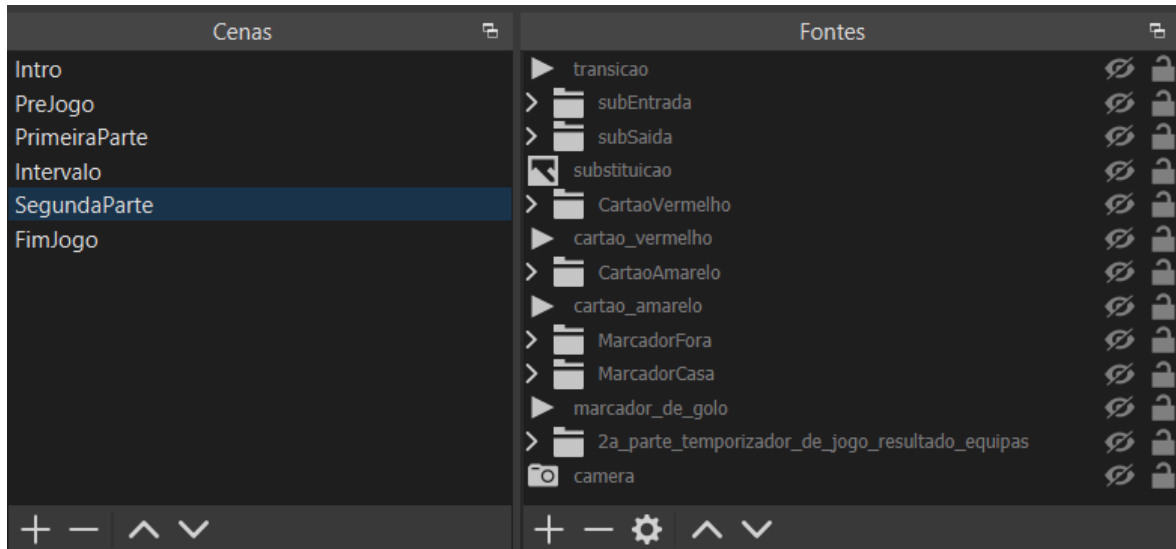 Cenas
Intro
PreJogo
PrimeiraParte
Intervalo
SegundaParte
FimJogo
Fontes
transicao
subEntrada
subSaida
substituicao
CartaoVermelho
cartao_vermelho
CartaoAmarelo
cartao_amarelo
MarcadorFora
MarcadorCasa
marcador_de_golo
2a_parte_temporizador_de_jogo_resultado_equipas
camera